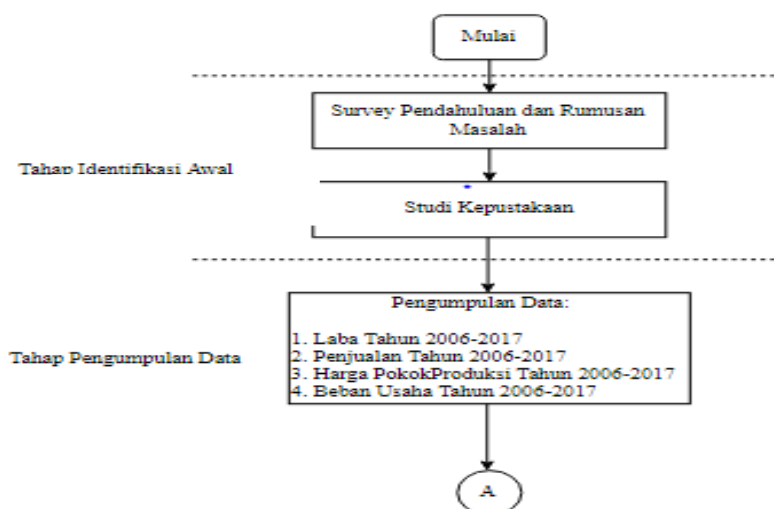 Mulai
Survey Pendahuluan dan Rumusan
Masalah
Tahap Identifikasi Awal
Studi Kepustakaan
Pengumpulan Data:
1. Laba Tahun 2006-2017
Tahap Pengumpulan Data
2. Penjualan Tahun 2006-2017
3. Harga PokokProduksi Tahun 2006-2017
4. Beban Usaha Tahun 2006-2017
A